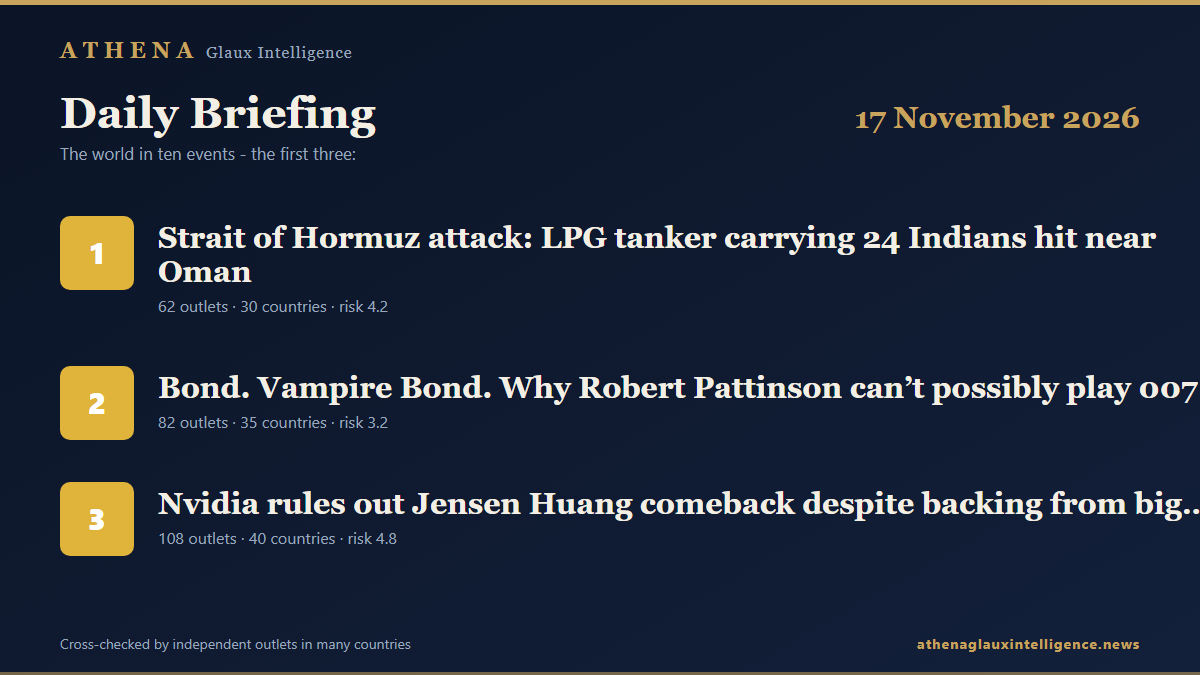 ATHENA Glaux Intelligence
Daily Briefing
17 November 2026
The world in ten events - the first three:
1
Strait of Hormuz attack: LPG tanker carrying 24 Indians hit near
Oman
62 outlets · 30 countries · risk 4.2
2
Bond. Vampire Bond. Why Robert Pattinson can’t possibly play 007
82 outlets · 35 countries · risk 3.2
3
Nvidia rules out Jensen Huang comeback despite backing from big..
108 outlets · 40 countries · risk 4.8
Cross-checked by independent outlets in many countries
athenaglauxintelligence.news